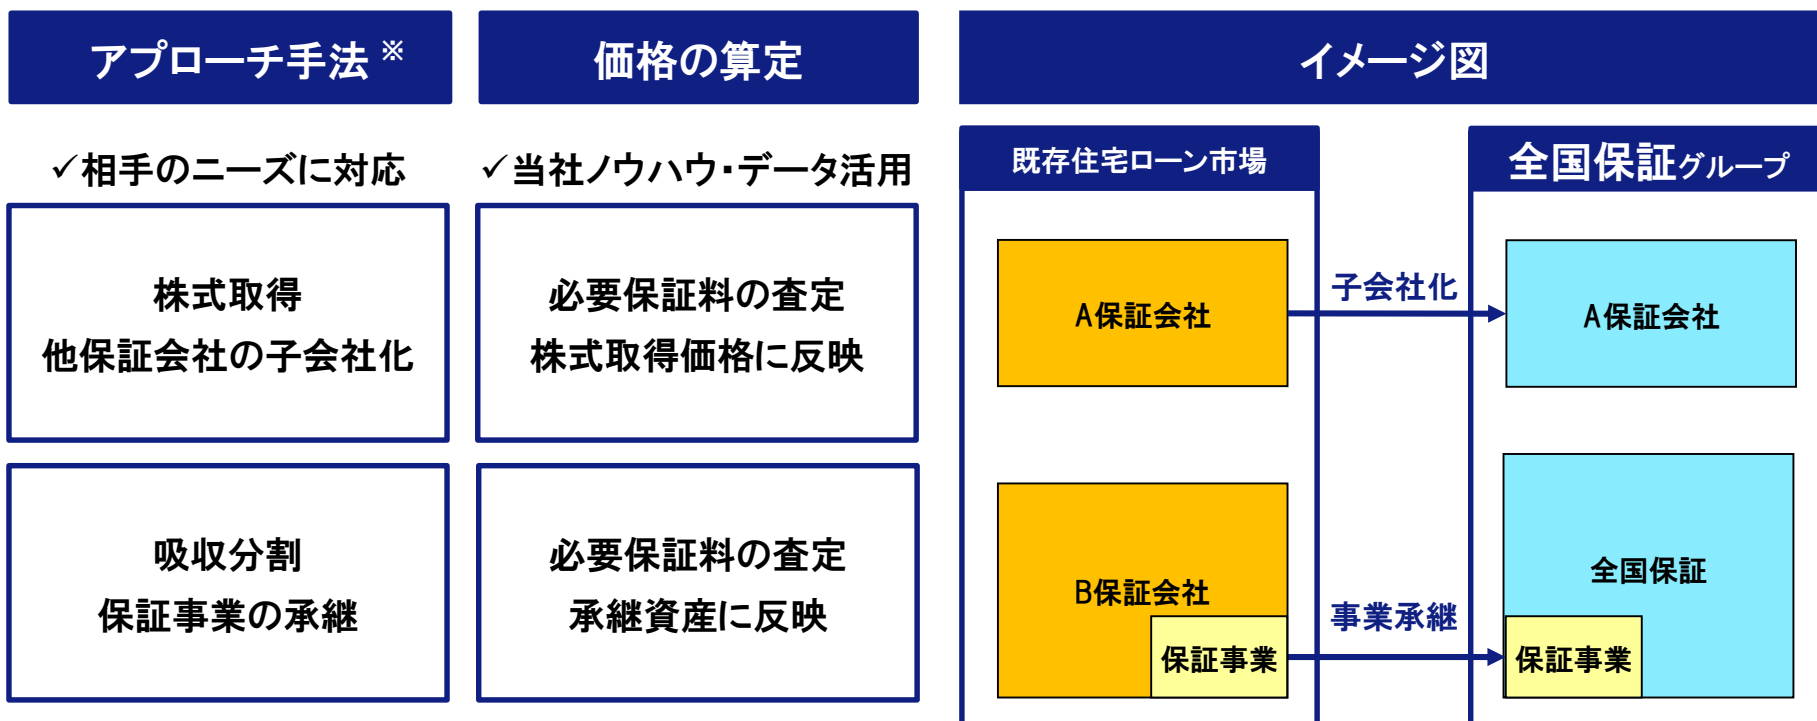 アプローチ手法 ※
価格の算定
イメージ図
✓相手のニーズに対応
✓当社ノウハウ・データ活用
既存住宅ローン市場
全国保証グループ
株式取得
他保証会社の子会社化
必要保証料の査定
株式取得価格に反映
A保証会社
子会社化
A保証会社
吸収分割
保証事業の承継
必要保証料の査定
承継資産に反映
B保証会社
保証事業
事業承継
全国保証
保証事業